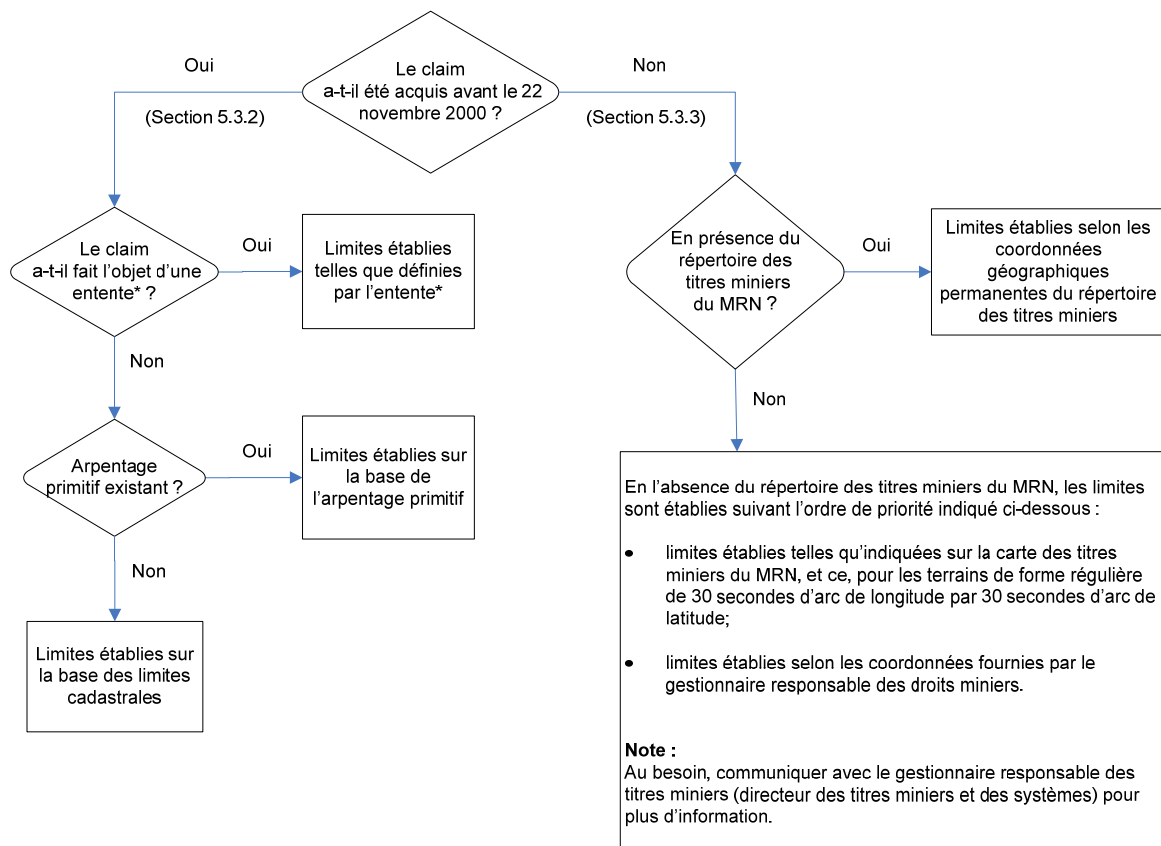 Oui
Le claim
a-t-il été acquis avant le 22
novembre 2000 ?
Non
(Section 5.3.2)
(Section 5.3.3)
Le claim
a-t-il fait l'objet d'une
entente* ?
Oui
Limites établies
telles que définies
par l'entente*
En présence du
répertoire des
titres miniers
du MRN ?
Oui
Limites établies selon les
coordonnées
géographiques
permanentes du répertoire
des titres miniers
Non
Non
Arpentage
primitif existant ?
Oui
Limites établies sur
la base de
l'arpentage primitif
Non
Limites établies sur
la base des limites
cadastrales
En l'absence du répertoire des titres miniers du MRN, les limites
sont établies suivant l'ordre de priorité indiqué ci-dessous :
• limites établies telles qu'indiquées sur la carte des titres
miniers du MRN, et ce, pour les terrains de forme régulière
de 30 secondes d'arc de longitude par 30 secondes d'arc de
latitude;
• limites établies selon les coordonnées fournies par le
gestionnaire responsable des droits miniers.
Note :
Au besoin, communiquer avec le gestionnaire responsable des
titres miniers (directeur des titres miniers et des systèmes) pour
plus d'information.